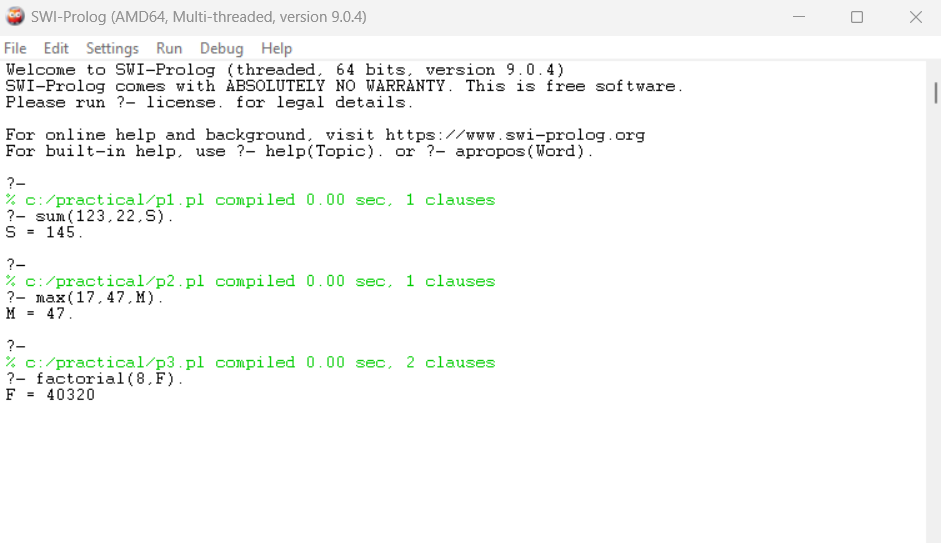 SWI-Prolog (AMD64, Multi-threaded, version 9.0.4)
File Edit Settings Run Debug Help
Welcome to SWI-Prolog (threaded, 64 bits, version 9.0.4)
SWI-Prolog comes with ABSOLUTELY NO WARRANTY. This is free software.
Please run ?- license. for legal details.
For online help and background, visit https://www.swi-prolog.org
For built-in help, use ?- help(Topic). or ?- apropos(Word).
?-
% c:/practical/p1.pl compiled 0.00 sec, 1 clauses
?- sum(123,22,S).
S = 145.
?-
% c:/practical/p2.pl compiled 0.00 sec, 1 clauses
?- max(17,47,M).
M = 47.
?-
% c:/practical/p3.pl compiled 0.00 sec, 2 clauses
?- factorial(8,F).
F = 40320